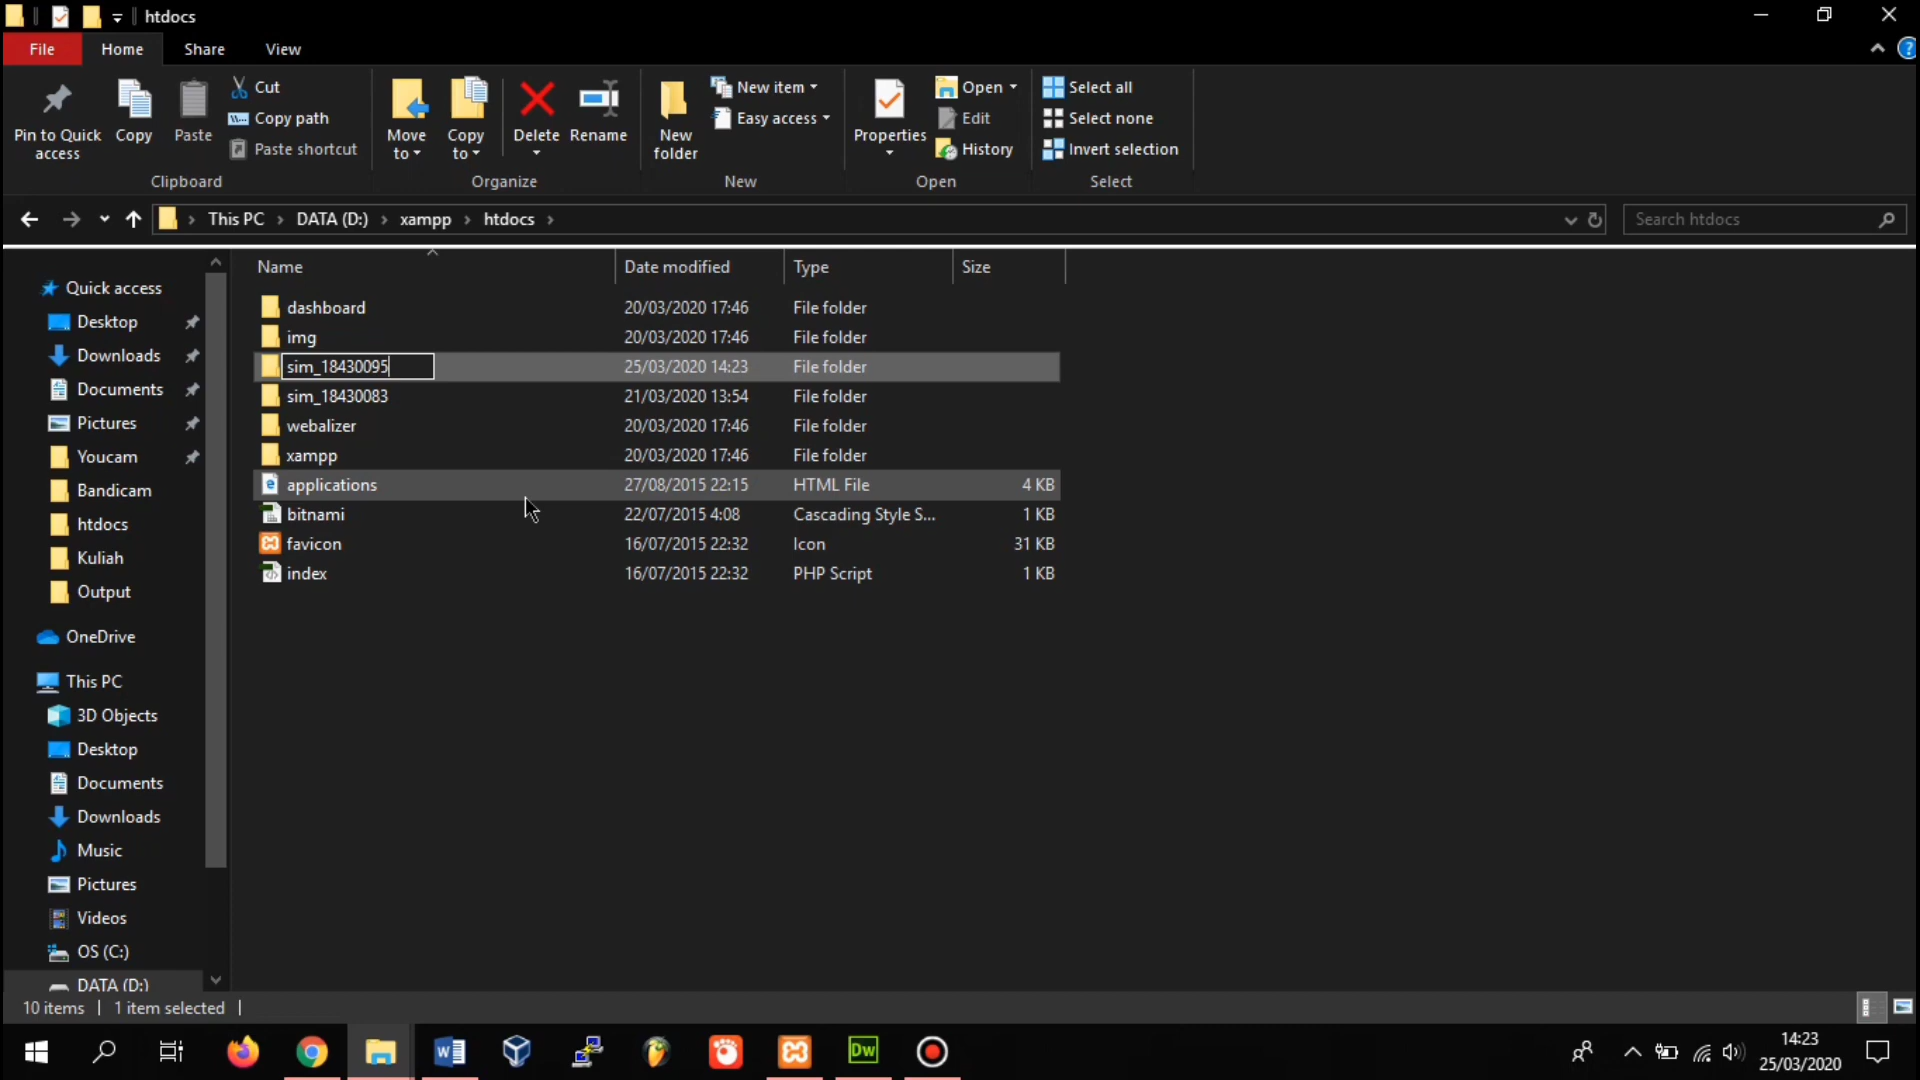 htdocs
File Home Share View
Pin to Quick access
Copy
Paste
Cut
Copy path
Paste shortcut
Clipboard
Move to
Copy to
Delete
Rename
Organize
New folder
New item
Easy access
New
Properties
Open
Edit
History
Open
Select all
Select none
Invert selection
Select
This PC > DATA (D:) > xampp > htdocs >
Search htdocs
Quick access
Desktop
Downloads
Documents
Pictures
Youcam
Bandicam
htdocs
Kuliah
Output
OneDrive
This PC
3D Objects
Desktop
Documents
Downloads
Music
Pictures
Videos
OS (C:)
DATA (D:)
Name Date modified Type Size
dashboard 20/03/2020 17:46 File folder
img 20/03/2020 17:46 File folder
sim_18430095 25/03/2020 14:23 File folder
sim_18430083 21/03/2020 13:54 File folder
webalizer 20/03/2020 17:46 File folder
xampp 20/03/2020 17:46 File folder
applications 27/08/2015 22:15 HTML File 4 KB
bitnami 22/07/2015 4:08 Cascading Style S... 1 KB
favicon 16/07/2015 22:32 Icon 31 KB
index 16/07/2015 22:32 PHP Script 1 KB
10 items 1 item selected
Dw
14:23
25/03/2020